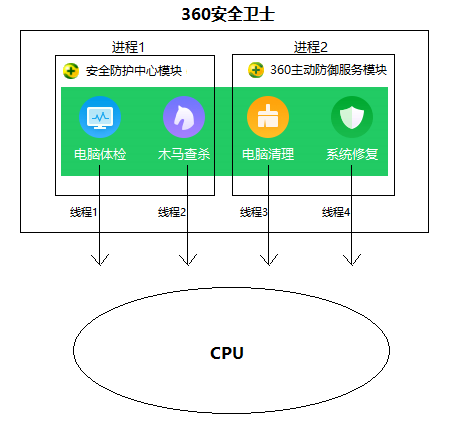 360安全卫士
进程1 进程2
安全防护中心模块 360主动防御服务模块
电脑体检 木马查杀 电脑清理 系统修复
线程1 线程2 线程3 线程4
CPU